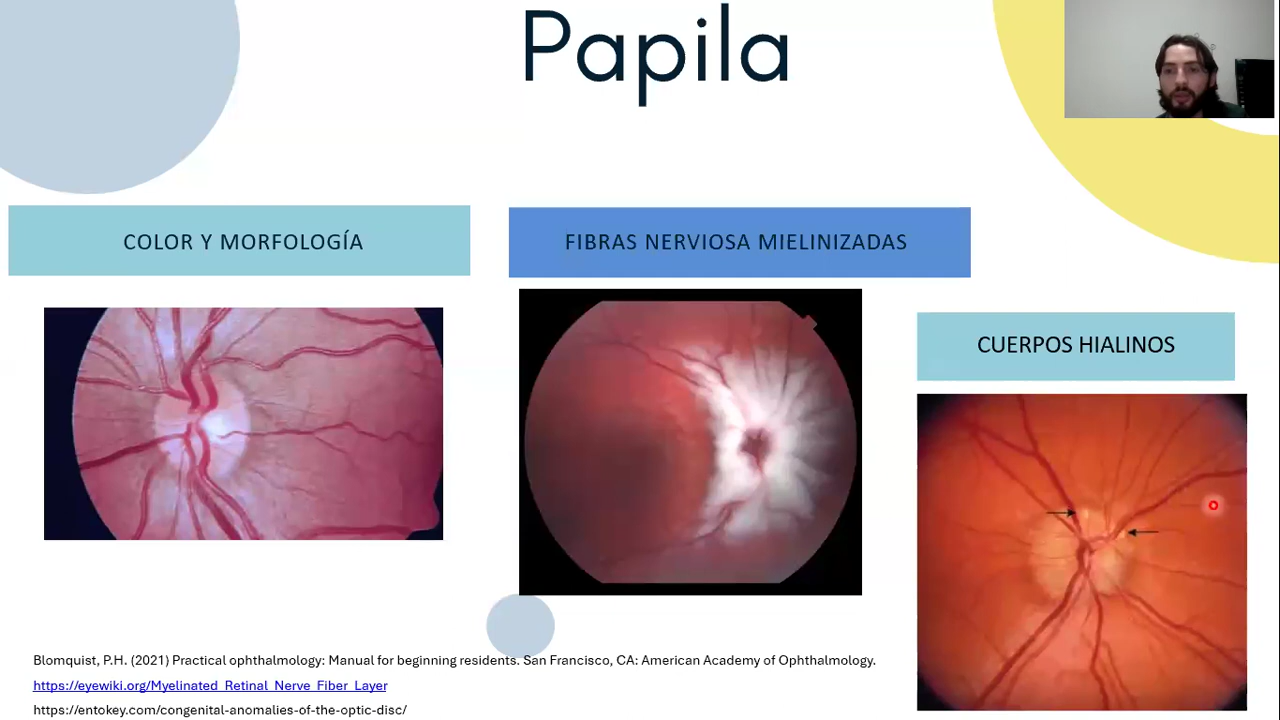 Papila
COLOR Y MORFOLOGÍA
FIBRAS NERVIOSA MIELINIZADAS
CUERPOS HIALINOS
Blomquist, P.H. (2021) Practical ophthalmology: Manual for beginning residents. San Francisco, CA: American Academy of Ophthalmology.
https://eyewiki.org/Myelinated_Retinal_Nerve_Fiber_Layer
https://entokey.com/congenital-anomalies-of-the-optic-disc/